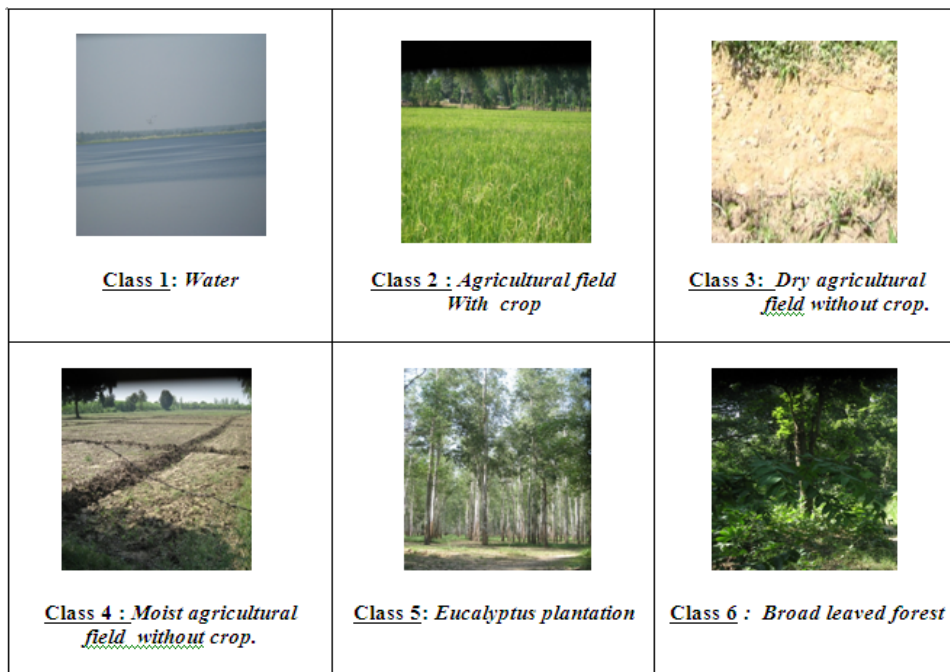 Class 1: Water
Class 2 : Agricultural field
With crop
Class 3: Dry agricultural
field without crop.
Class 4 : Moist agricultural
field without crop.
Class 5: Eucalyptus plantation
Class 6 : Broad leaved forest